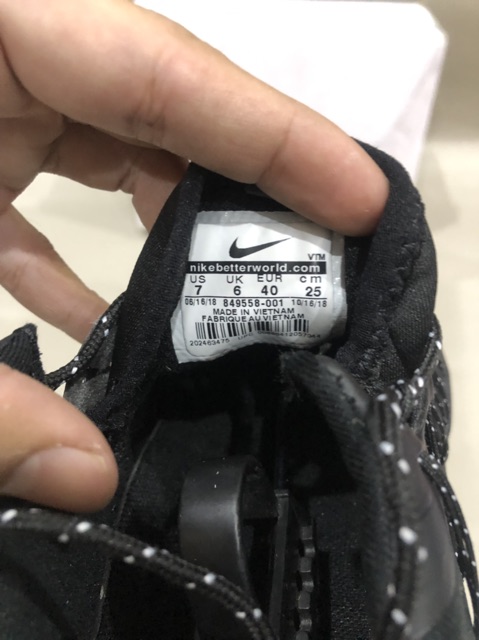 VTM
nikebetterworld.com
US UK EUR cm
7 6 40 25
06/16/18 849558-001 10/16/18
MADE IN VIETNAM
FABRIQUE AU VIETNAM